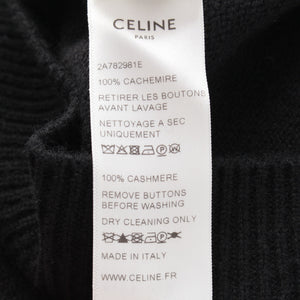 CELINE
PARIS
2A782981E
100% CACHEMIRE
RETIRER LES BOUTONS
AVANT LAVAGE
NETTOYAGE A SEC
UNIQUEMENT
100% CASHMERE
REMOVE BUTTONS
BEFORE WASHING
DRY CLEANING ONLY
MADE IN ITALY
WWW.CELINE.FR